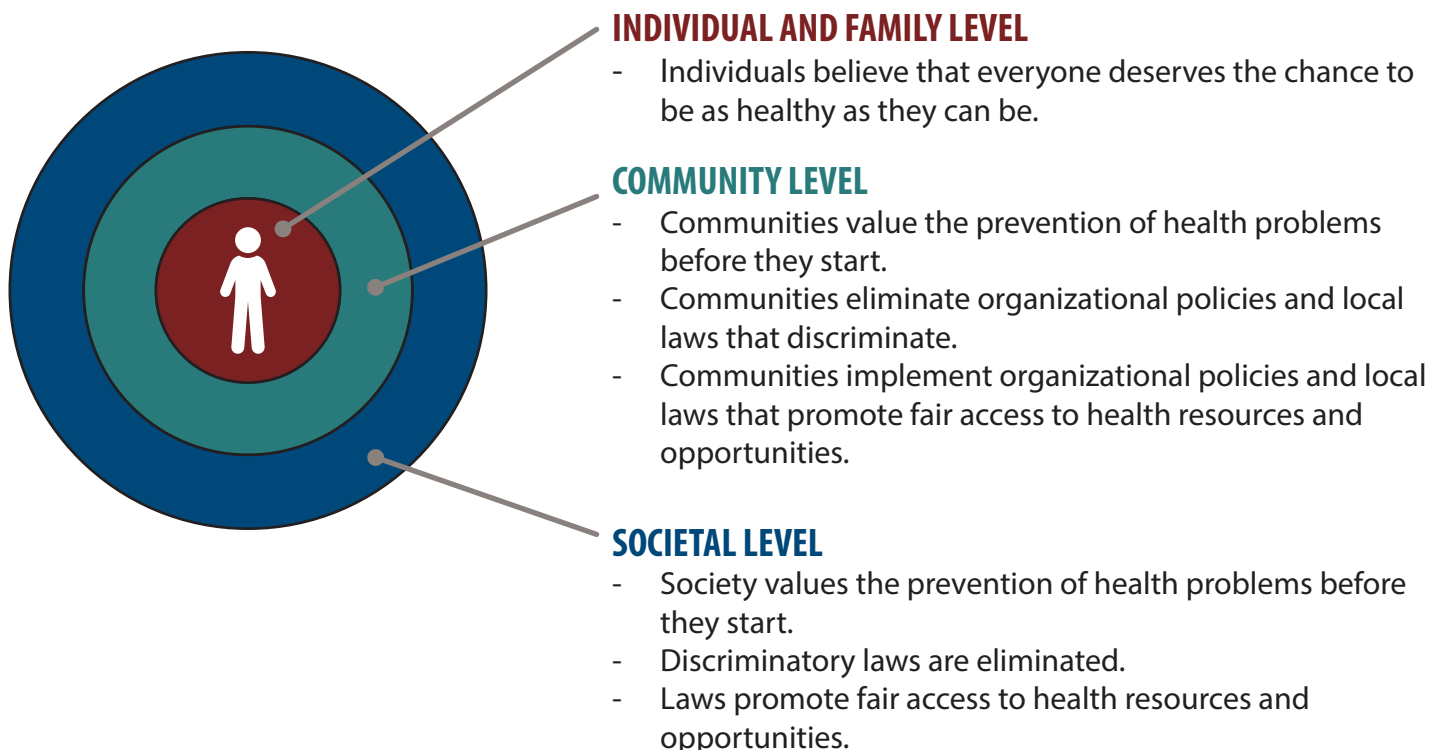 INDIVIDUAL AND FAMILY LEVEL
- Individuals believe that everyone deserves the chance to
be as healthy as they can be.
COMMUNITY LEVEL
- Communities value the prevention of health problems
before they start.
- Communities eliminate organizational policies and local
laws that discriminate.
- Communities implement organizational policies and local
laws that promote fair access to health resources and
opportunities.
SOCIETAL LEVEL
- Society values the prevention of health problems before
they start.
- Discriminatory laws are eliminated.
- Laws promote fair access to health resources and
opportunities.